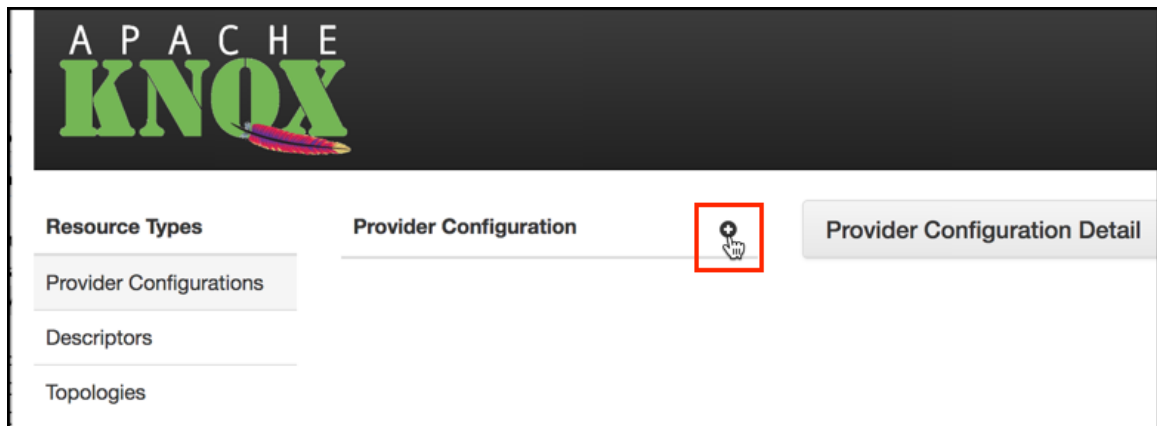 APACHE
KNOX
Resource Types
Provider Configuration
Provider Configuration Detail
Provider Configurations
Descriptors
Topologies